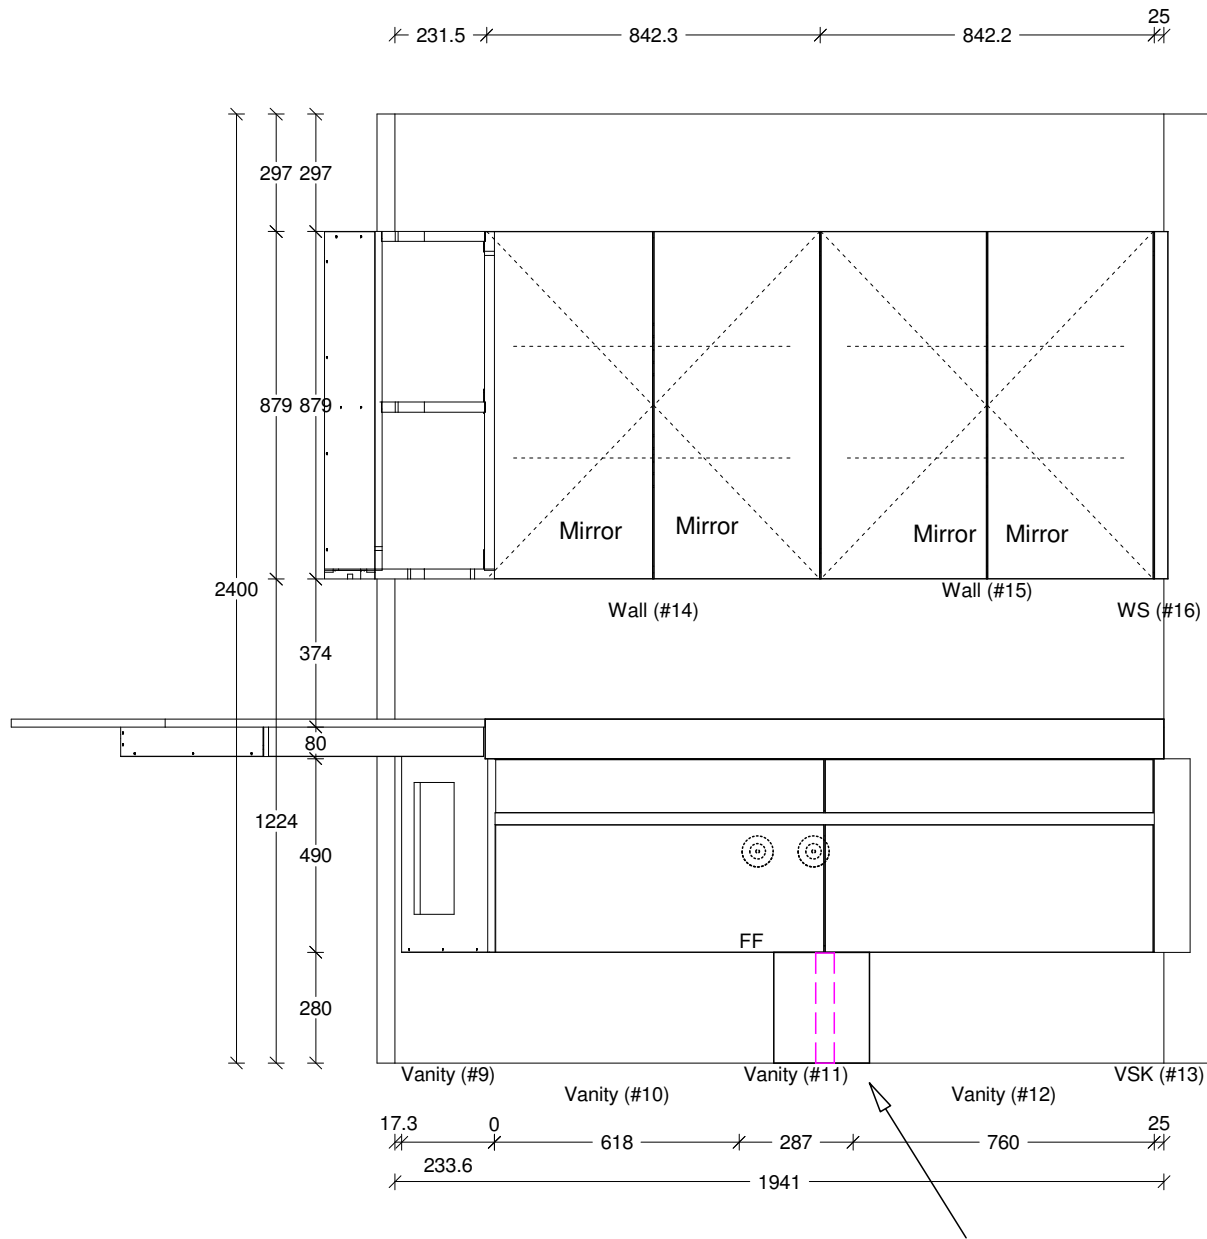 25
231.5 842.3 842.2
297 297
879 879
Mirror Mirror Mirror Mirror
2400
Wall (#14) Wall (#15) WS (#16)
374
80
1224
490
FF
280
Vanity (#9) Vanity (#10) Vanity (#11) Vanity (#12) VSK (#13)
17.3 0 25
618 287 760
233.6
1941